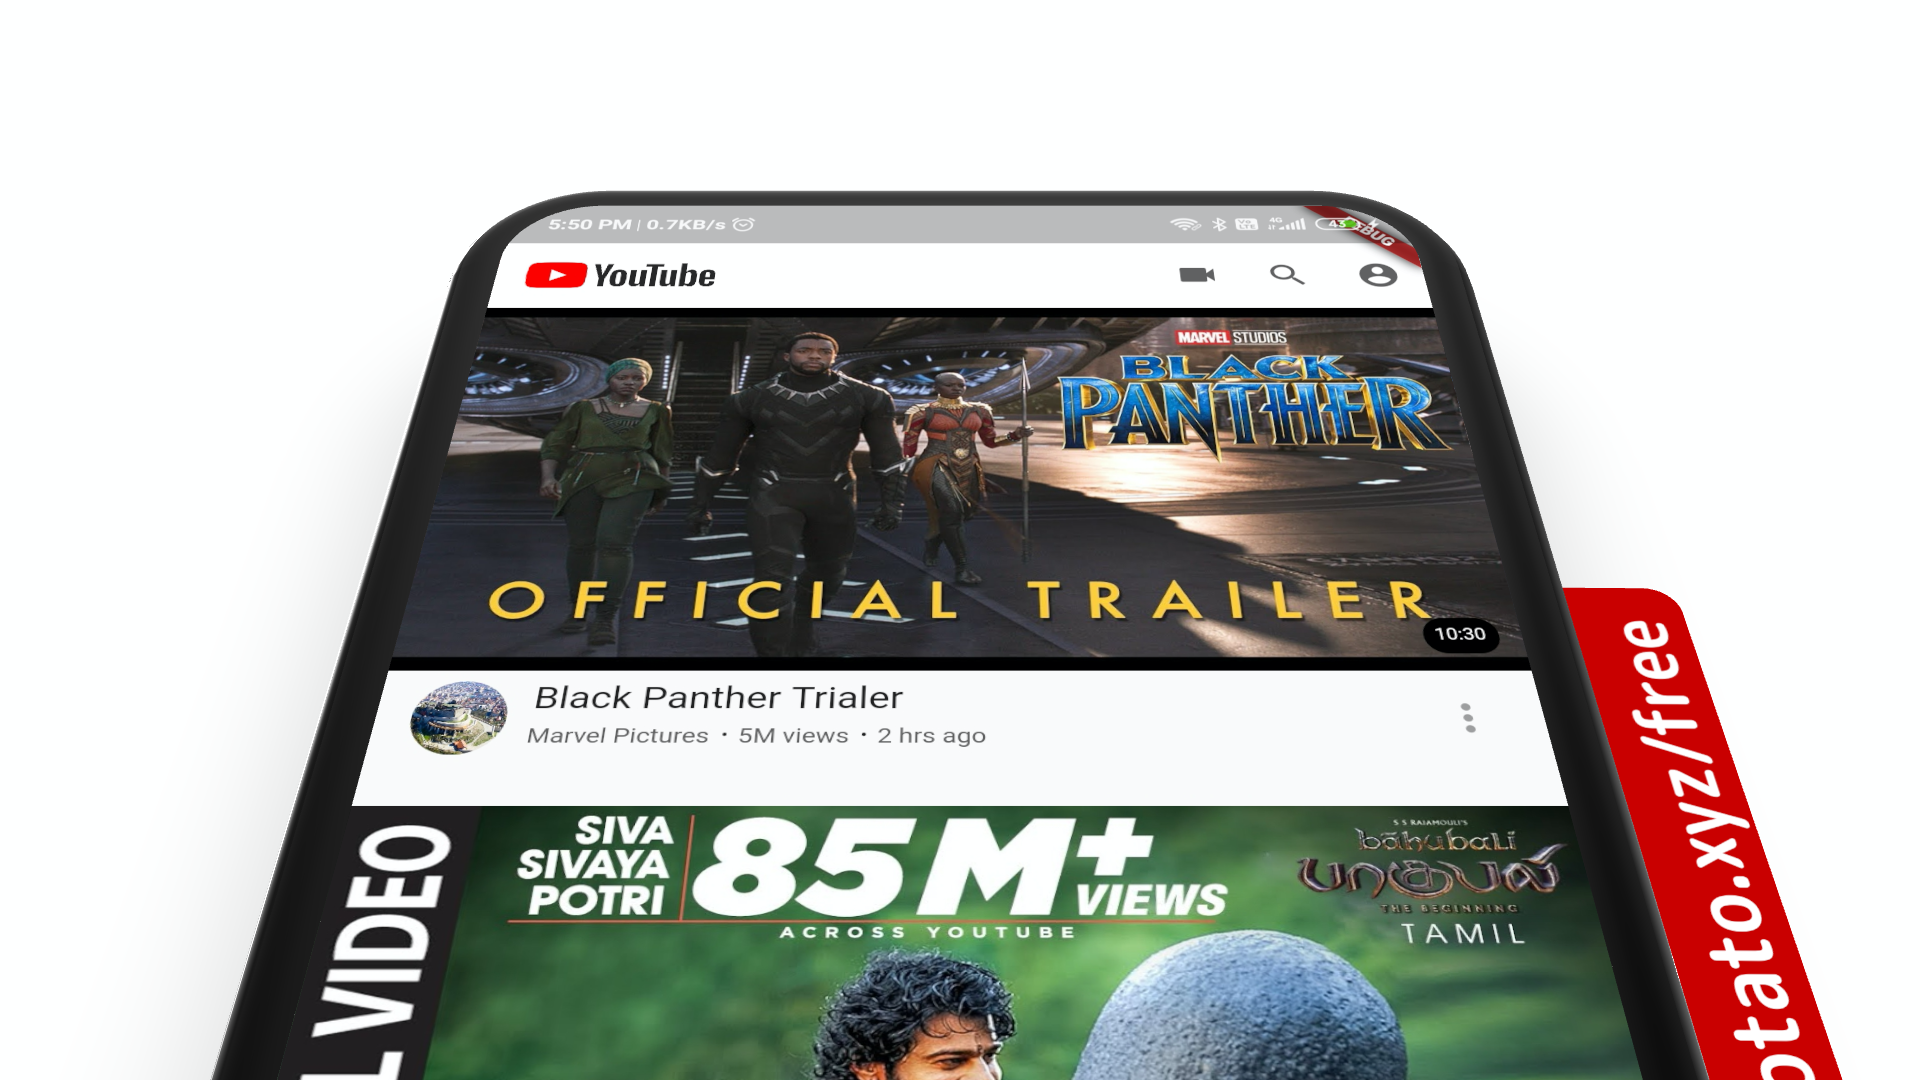 5:50 PM | 0.7KB/s
4G
43
YouTube
MARVEL STUDIOS
BLACK
PANTHER
OFFICIAL TRAILER
10:30
Black Panther Trialer
Marvel Pictures · 5M views · 2 hrs ago
L VIDEO
SIVA
SIVAYA
POTRI
85M+
VIEWS
ACROSS YOUTUBE
S S RAJAMOULI'S
bāhubali
பாகுபலி
THE BEGINNING
TAMIL
otato.xyz/free